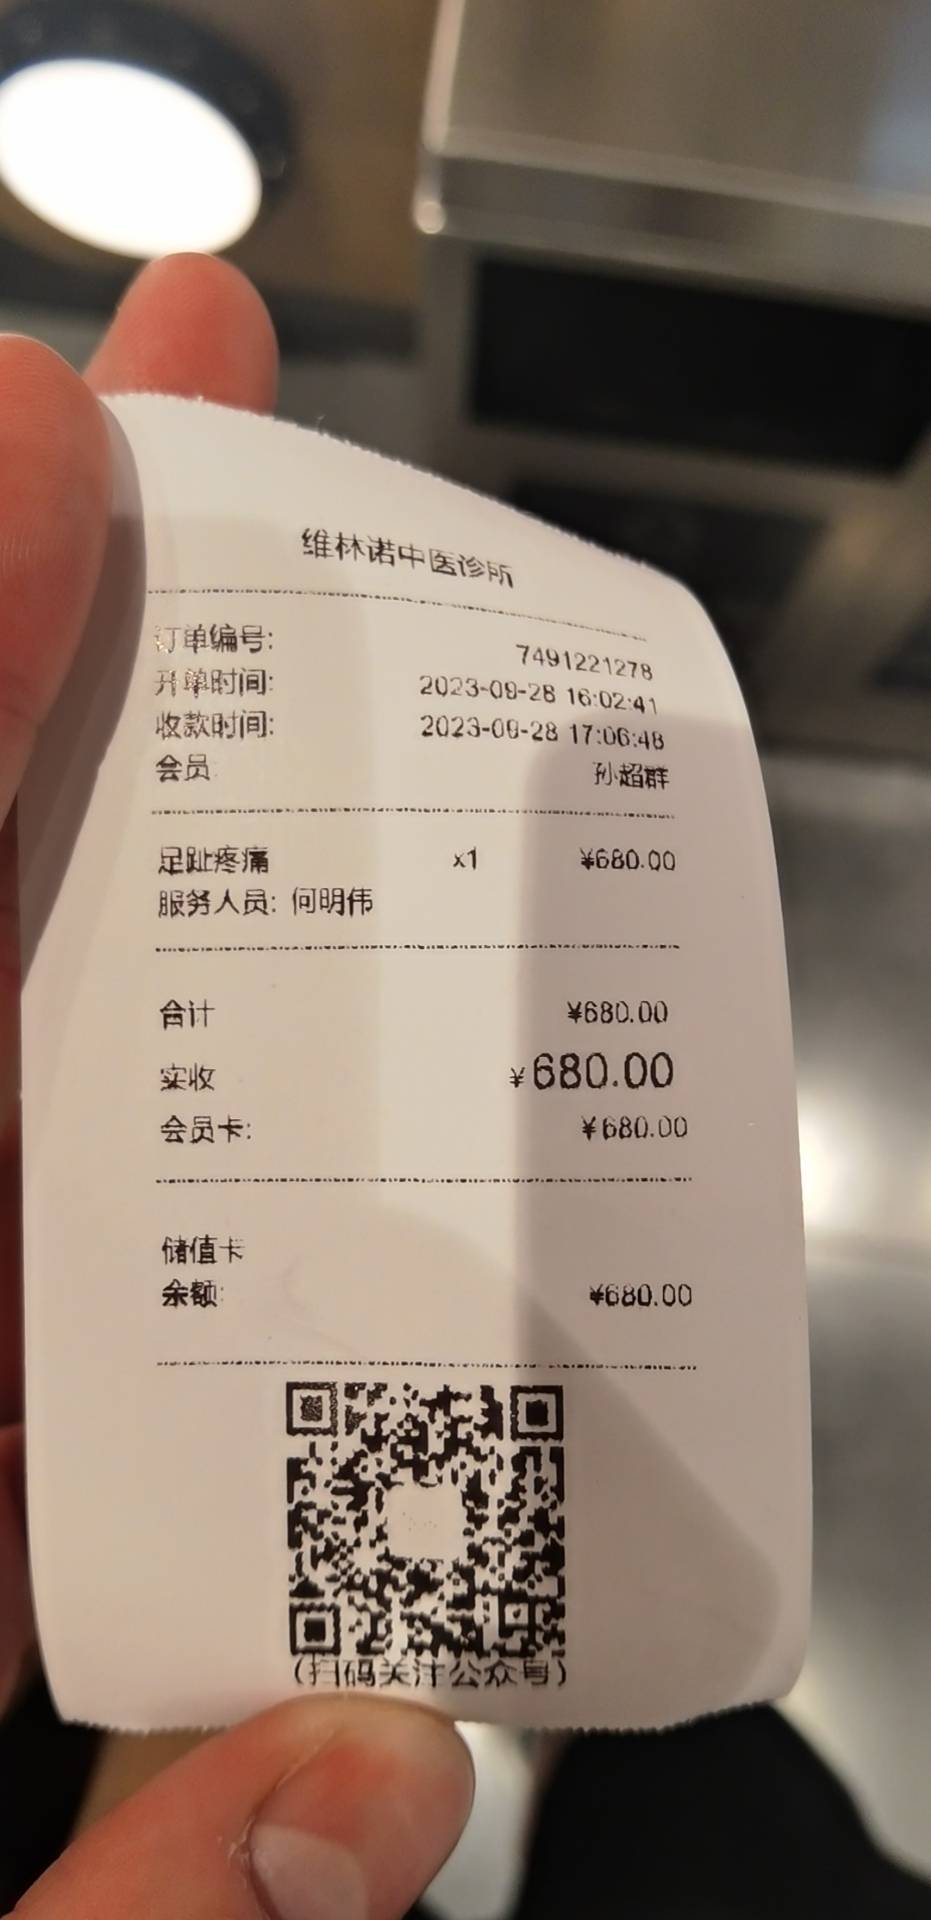 维林诺中医诊所
订单编号: 7491221278
开单时间: 2023-09-28 16:02:41
收款时间: 2023-09-28 17:06:48
会员 孙超群
足趾疼痛 x1 ¥680.00
服务人员: 何明伟
合计 ¥680.00
实收 ¥680.00
会员卡: ¥680.00
储值卡
余额: ¥680.00
(扫码关注公众号)